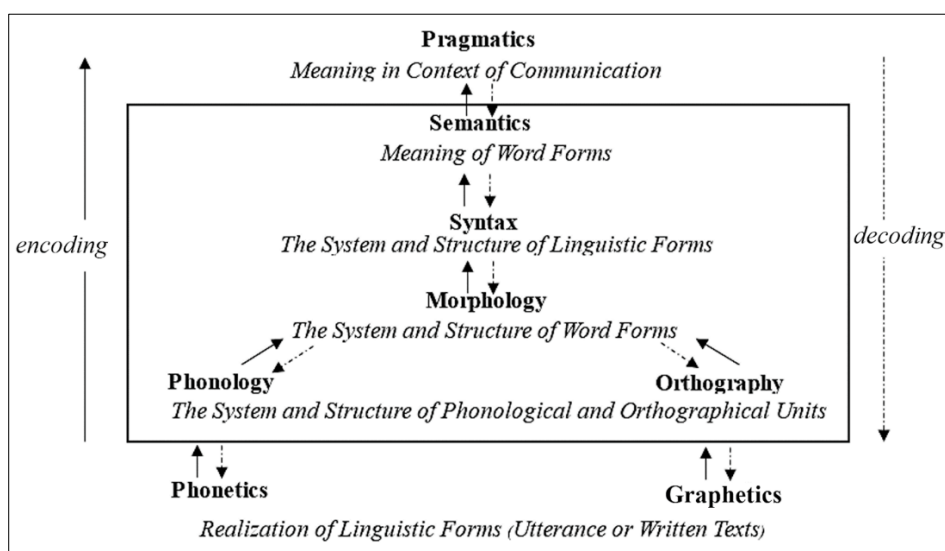 Pragmatics
Meaning in Context of Communication
Semantics
Meaning of Word Forms
Syntax
The System and Structure of Linguistic Forms
encoding
decoding
Morphology
The System and Structure of Word Forms
Phonology Orthography
The System and Structure of Phonological and Orthographical Units
Phonetics Graphetics
Realization of Linguistic Forms (Utterance or Written Texts)